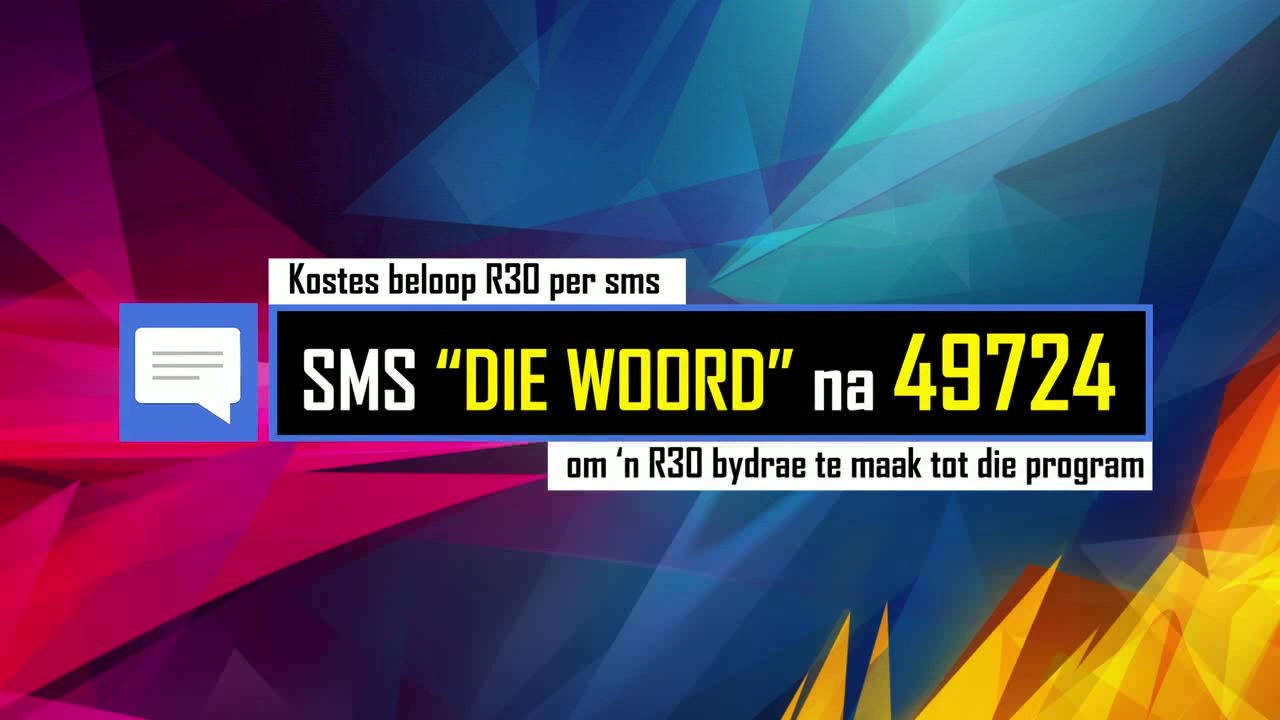 Kostes beloop R30 per sms
SMS “DIE WOORD” na 49724
om ‘n R30 bydrae te maak tot die program